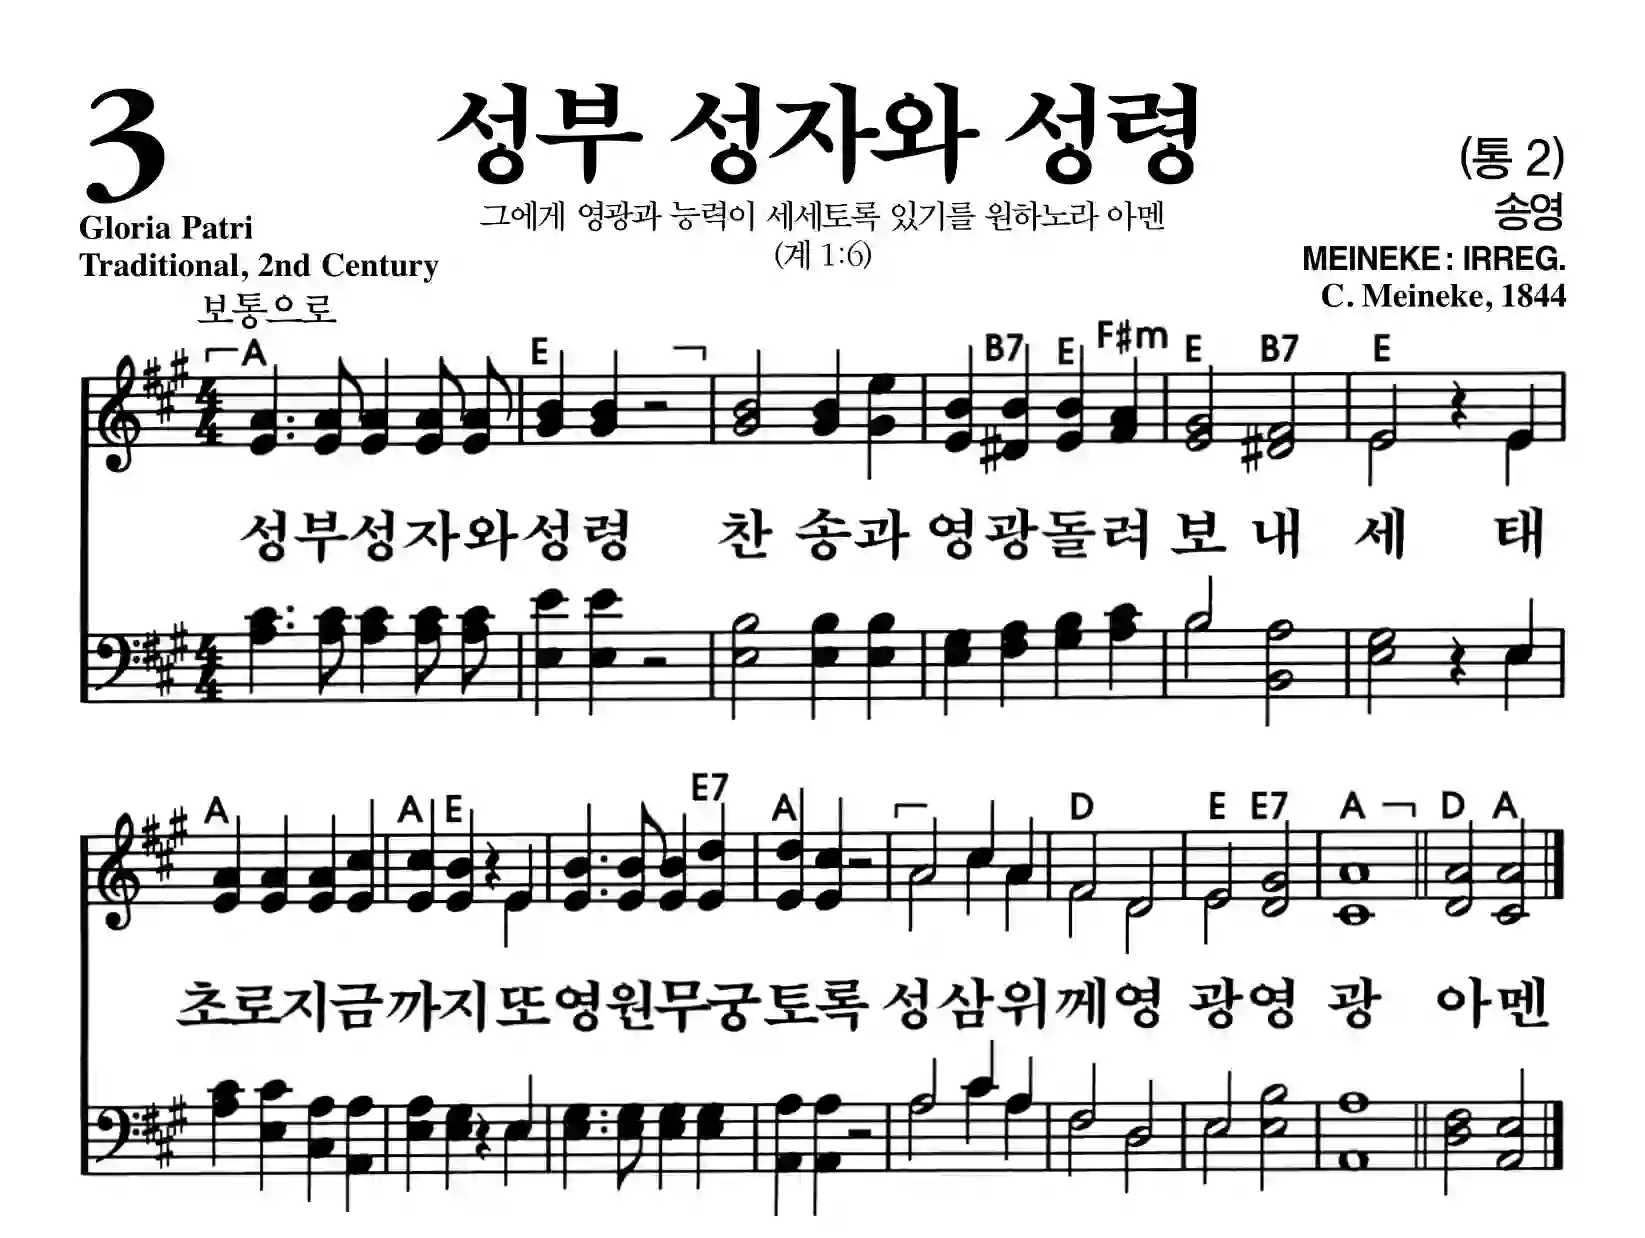 3
성부 성자와 성령
(통 2)
그에게 영광과 능력이 세세토록 있기를 원하노라 아멘
송영
Gloria Patri
(계 1:6)
MEINEKE: IRREG.
Traditional, 2nd Century
C. Meineke, 1844
보통으로
A E B7 E F#m E B7 E
4 4
성부성자와성령 찬 송과 영광돌려 보 내 세 태
4 4
A A E E7 A D E E7 A D A
초로지금까지또영원무궁토록 성삼위께영 광영 광 아멘